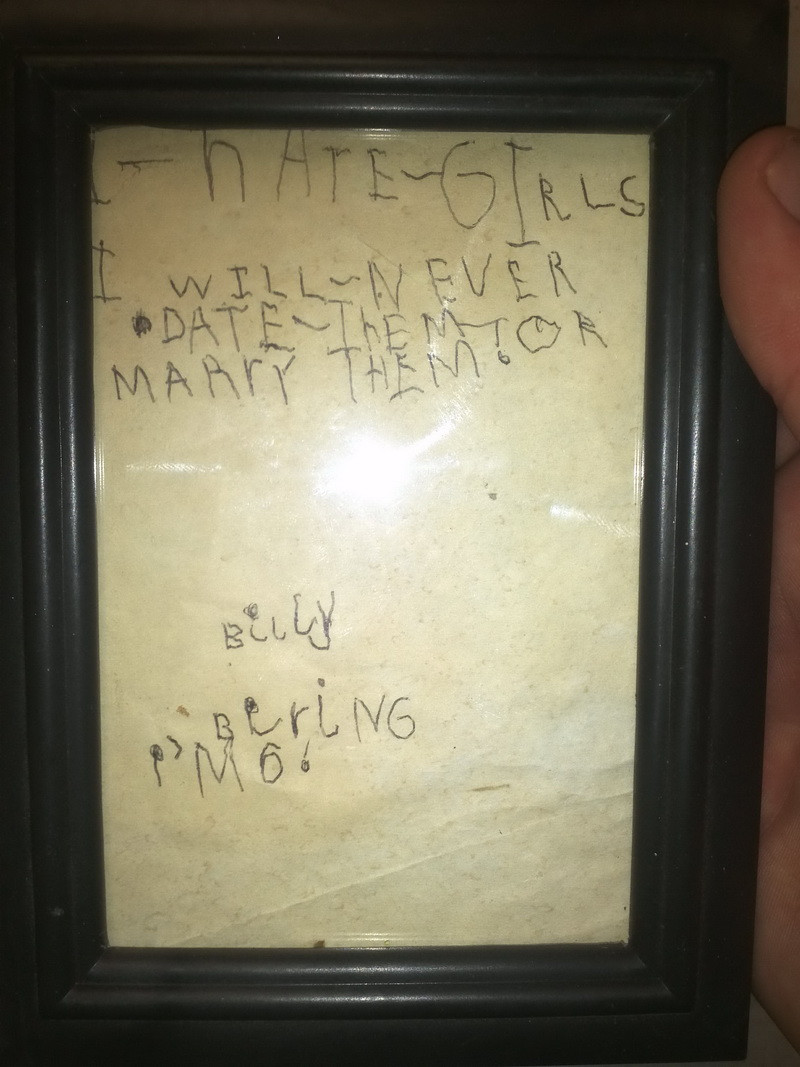 I-hATE~GIRLS
I WILL~NEVER
DATE~THEM~! OR
MARrY THEM!
BiLLy
BeriNG
I'M 6!